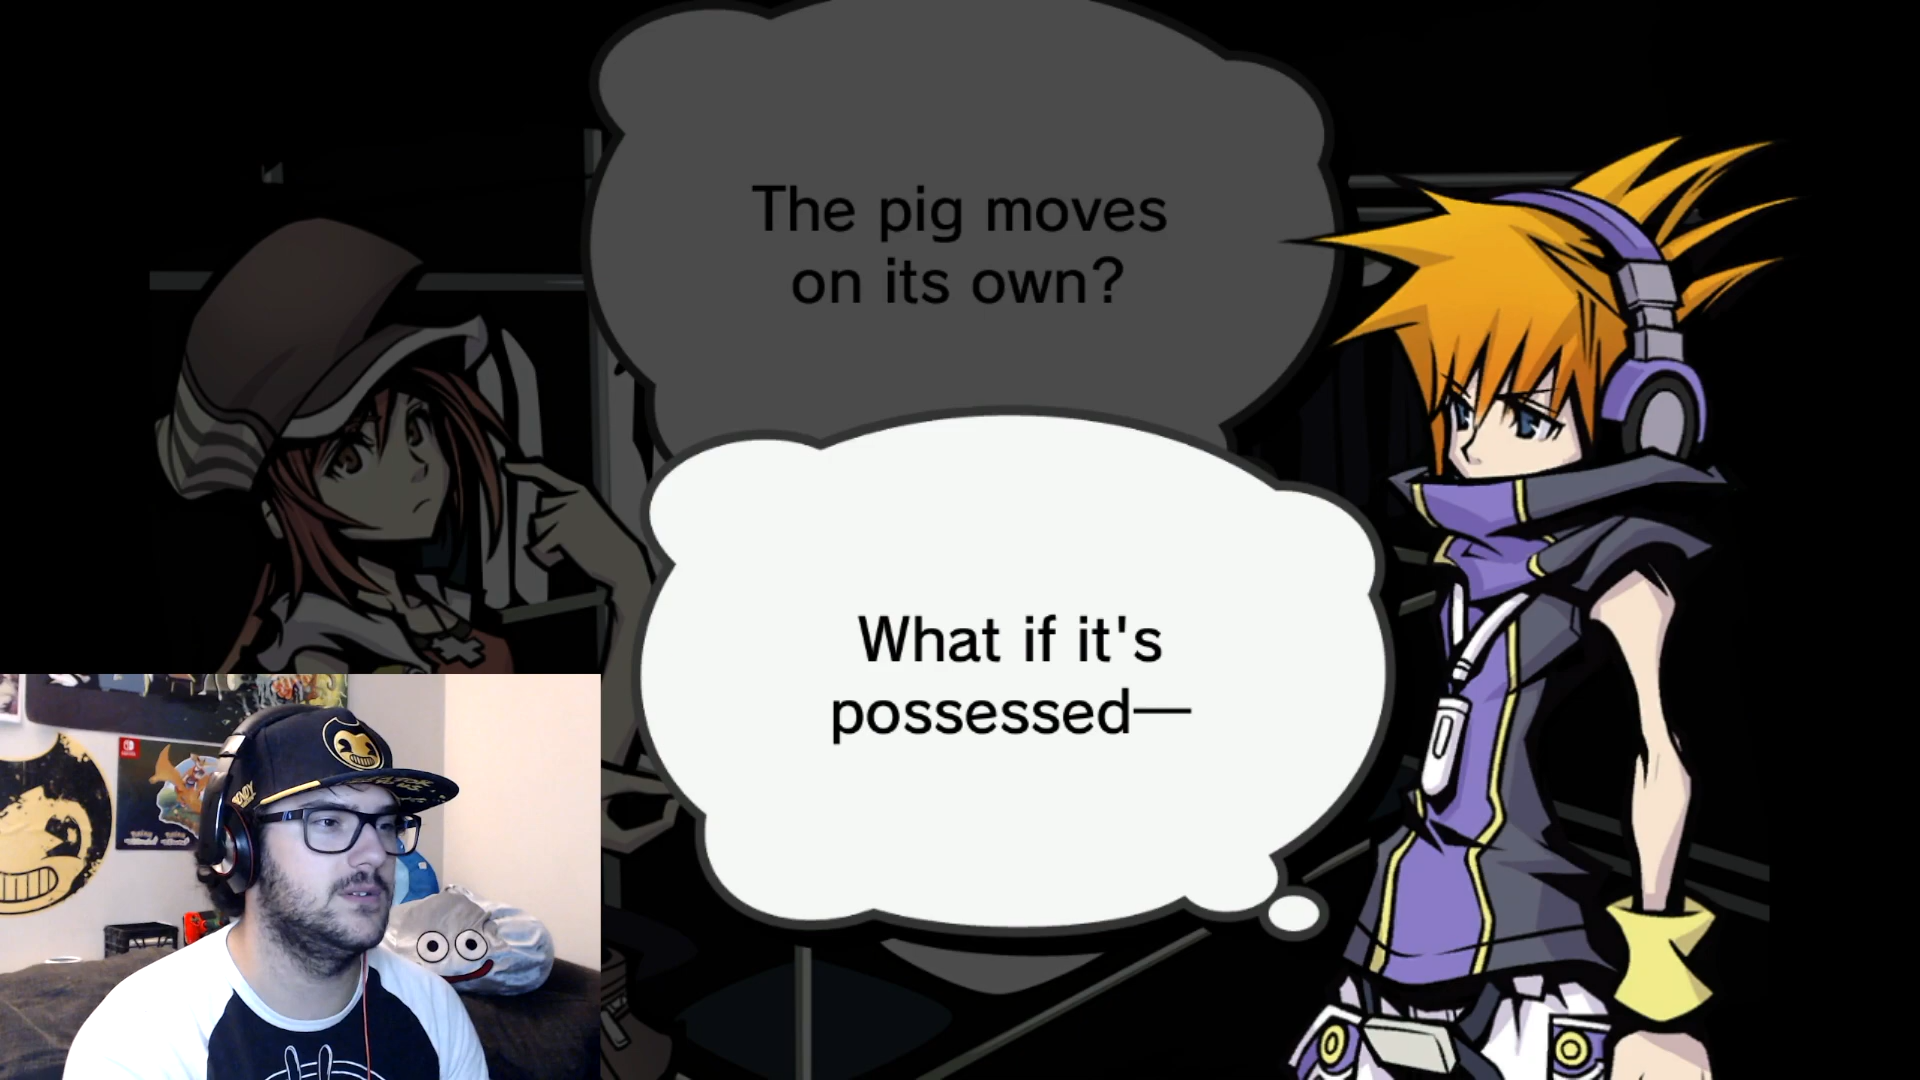 The pig moves
on its own?
What if it's
possessed—